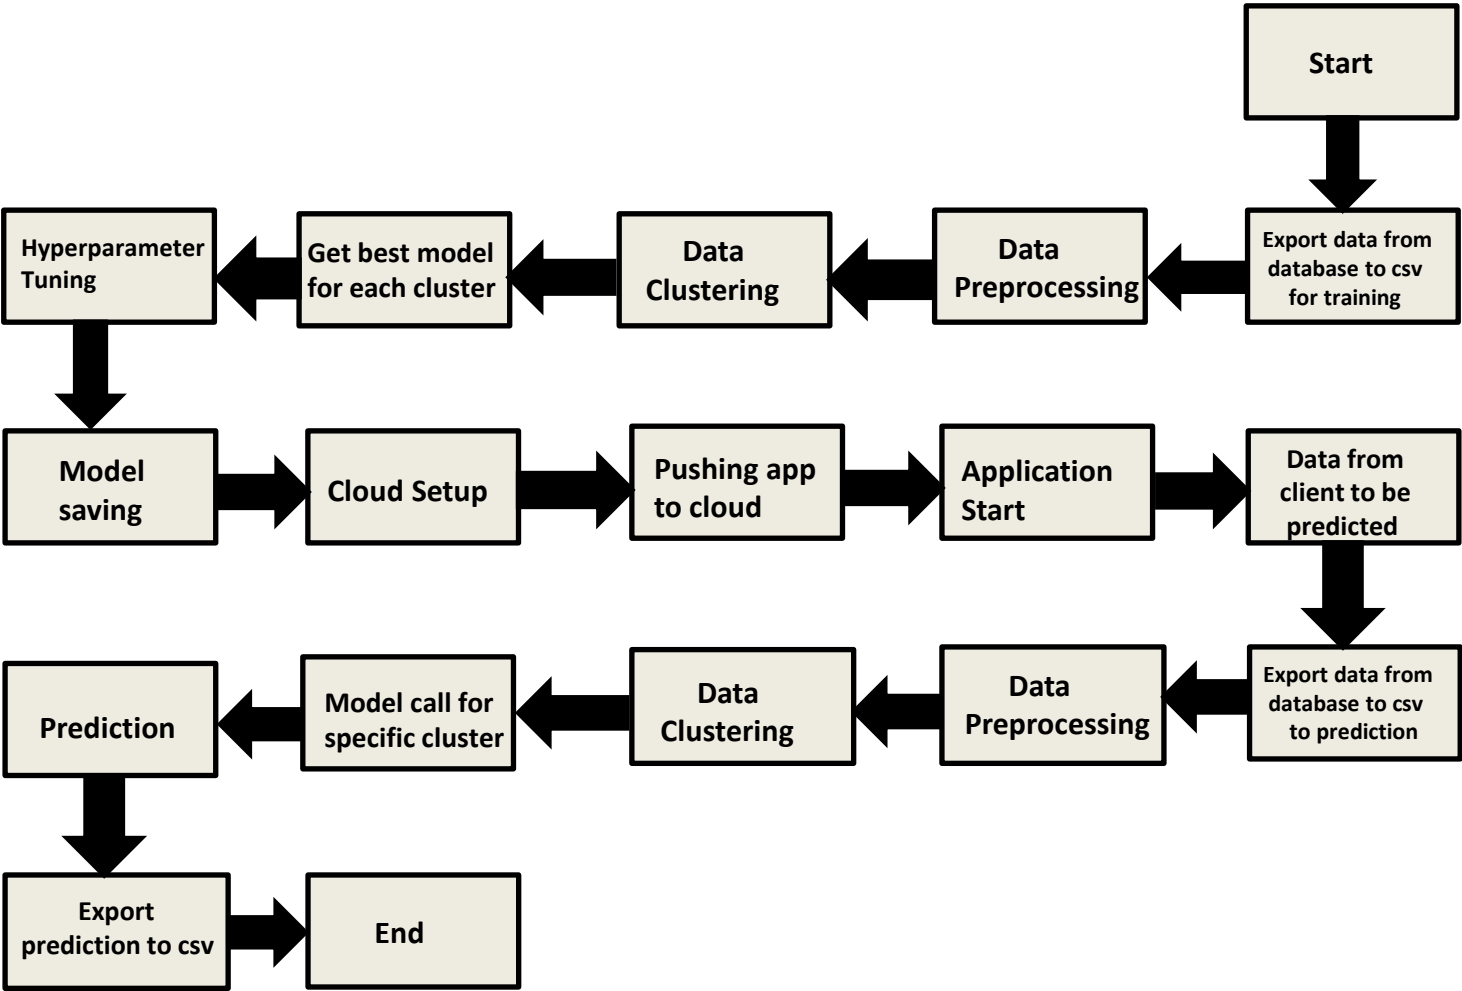 Start
Export data from
database to csv
for training
Data
Preprocessing
Data
Clustering
Get best model
for each cluster
Hyperparameter
Tuning
Model
saving
Cloud Setup
Pushing app
to cloud
Application
Start
Data from
client to be
predicted
Export data from
database to csv
to prediction
Data
Preprocessing
Data
Clustering
Model call for
specific cluster
Prediction
Export
prediction to csv
End